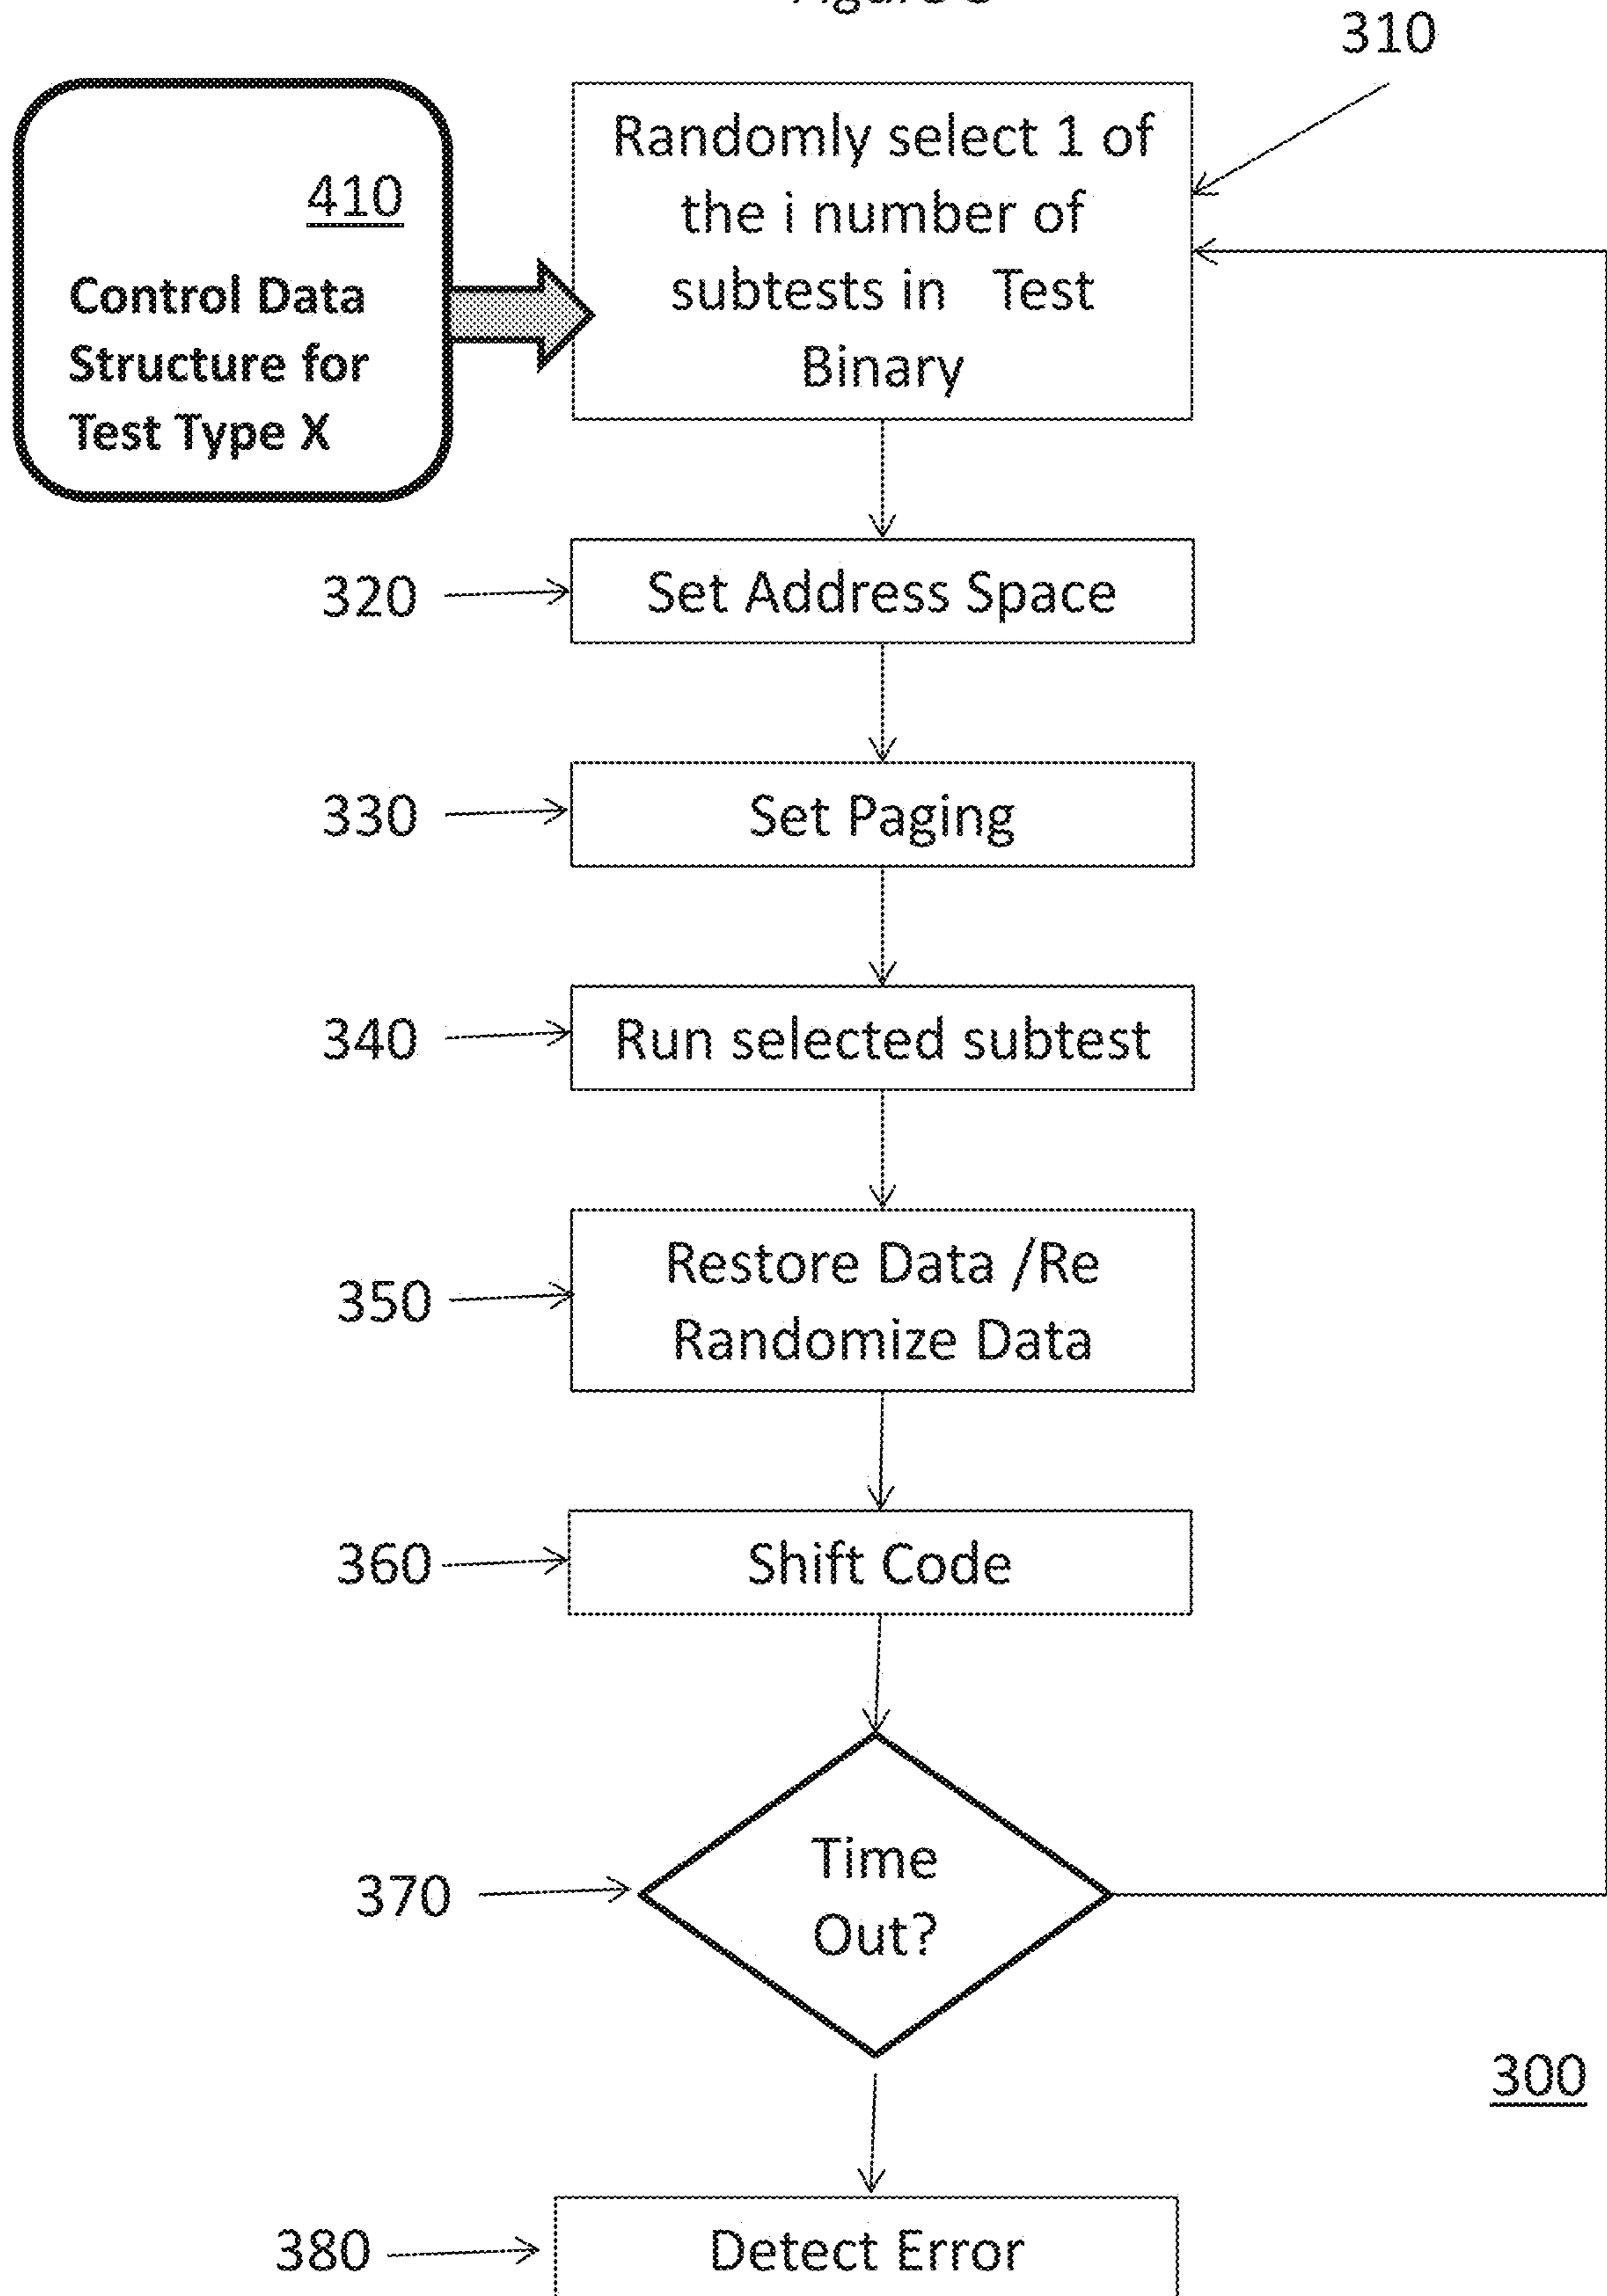 310
Randomly select 1 of
the i number of
subtests in Test
Binary
410
Control Data
Structure for
Test Type X
320
Set Address Space
330
Set Paging
340
Run selected subtest
350
Restore Data /Re
Randomize Data
360
Shift Code
370
Time
Out?
300
380
Detect Error